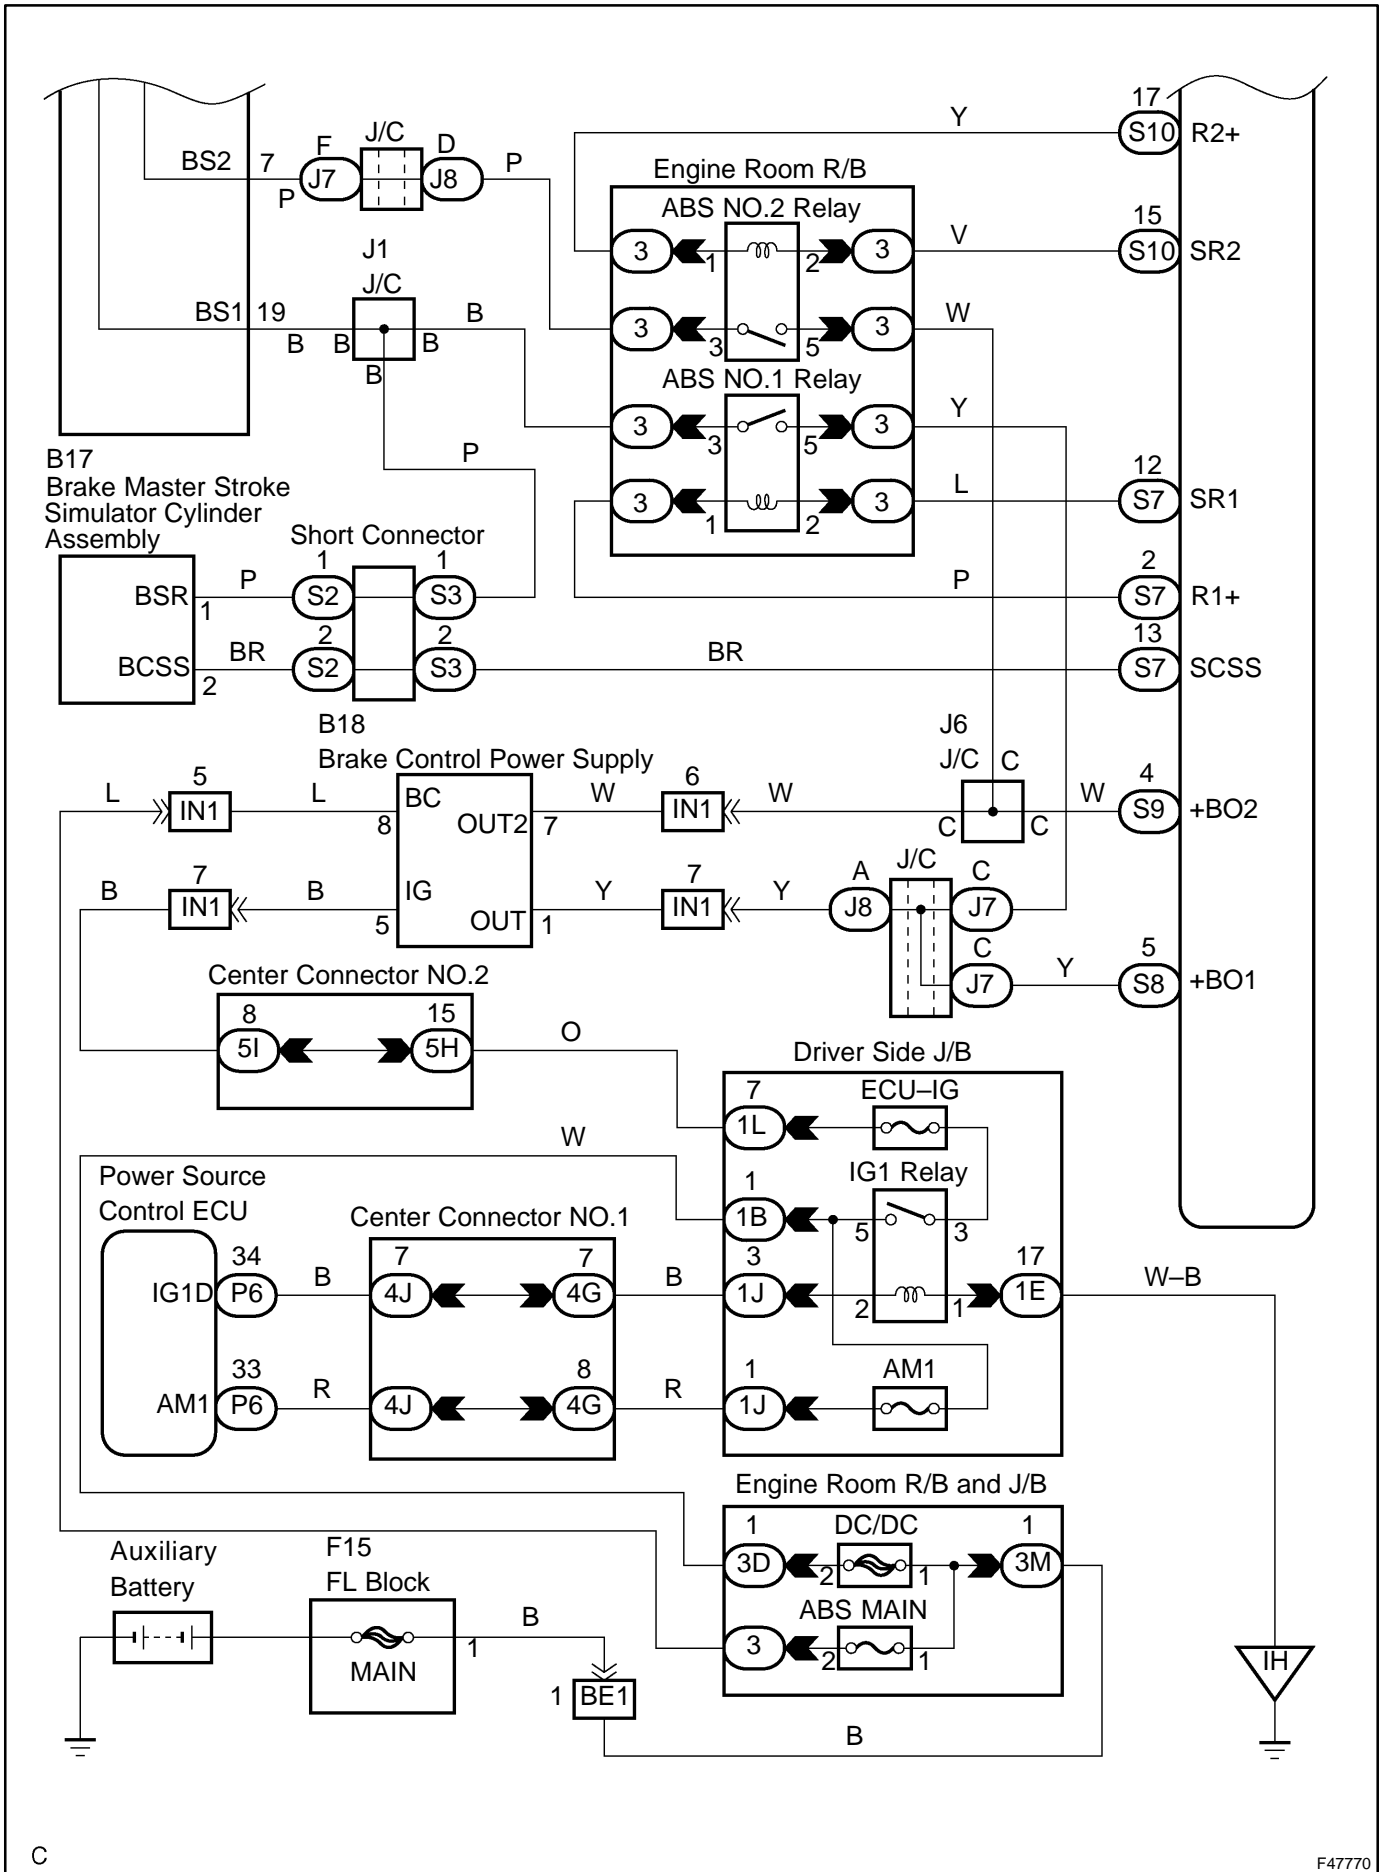 17
Y
S10 R2+
F J/C D
BS2 7 J7 J8 P
P
Engine Room R/B
ABS NO.2 Relay
15
3 1 2 3 V S10 SR2
J1
J/C
BS1 19 B W
B B B
B
3 3 5 3
ABS NO.1 Relay
Y
3 3 5 3
P
12
3 1 2 3 L S7 SR1
B17
Brake Master Stroke
Simulator Cylinder
Assembly
Short Connector
1 1 2
BSR 1 P S2 S3 P S7 R1+
2 2 13
BCSS 2 BR S2 S3 BR S7 SCSS
B18
Brake Control Power Supply
J6
J/C C
5 6 4
L IN1 L BC 8 OUT2 7 W IN1 W C C W S9 +BO2
7 7 A J/C C
B IN1 B IG 5 OUT 1 Y IN1 Y J8 J7
C 5
J7 Y S8 +BO1
Center Connector NO.2
8 15
5I 5H O
Driver Side J/B
7 ECU–IG
1L
W
IG1 Relay
1
1B 5 3
Power Source
Control ECU
Center Connector NO.1
34 7 7 3 17
IG1D P6 B 4J 4G B 1J 2 1 1E W–B
33 8 1 AM1
AM1 P6 R 4J 4G R 1J
Engine Room R/B and J/B
1 DC/DC 1
3D 2 1 3M
ABS MAIN
3 2 1
Auxiliary
Battery
F15
FL Block
B
MAIN 1
1 BE1
B
IH
C
F47770